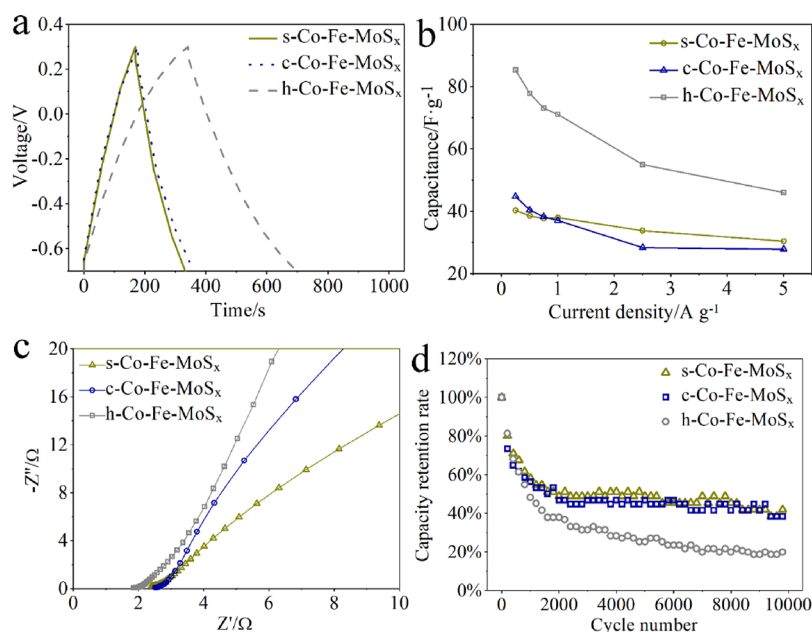 a
s-Co-Fe-MoSₓ
c-Co-Fe-MoSₓ
h-Co-Fe-MoSₓ
0.4
0.2
0.0
-0.2
-0.4
-0.6
Voltage/V
0 200 400 600 800 1000
Time/s
b
s-Co-Fe-MoSₓ
c-Co-Fe-MoSₓ
h-Co-Fe-MoSₓ
100
80
60
40
20
Capacitance/F·g⁻¹
0 1 2 3 4 5
Current density/A g⁻¹
c
s-Co-Fe-MoSₓ
c-Co-Fe-MoSₓ
h-Co-Fe-MoSₓ
20
16
12
8
4
0
-Z''/Ω
0 2 4 6 8 10
Z'/Ω
d
s-Co-Fe-MoSₓ
c-Co-Fe-MoSₓ
h-Co-Fe-MoSₓ
120%
100%
80%
60%
40%
20%
0%
Capacity retention rate
0 2000 4000 6000 8000 10000
Cycle number